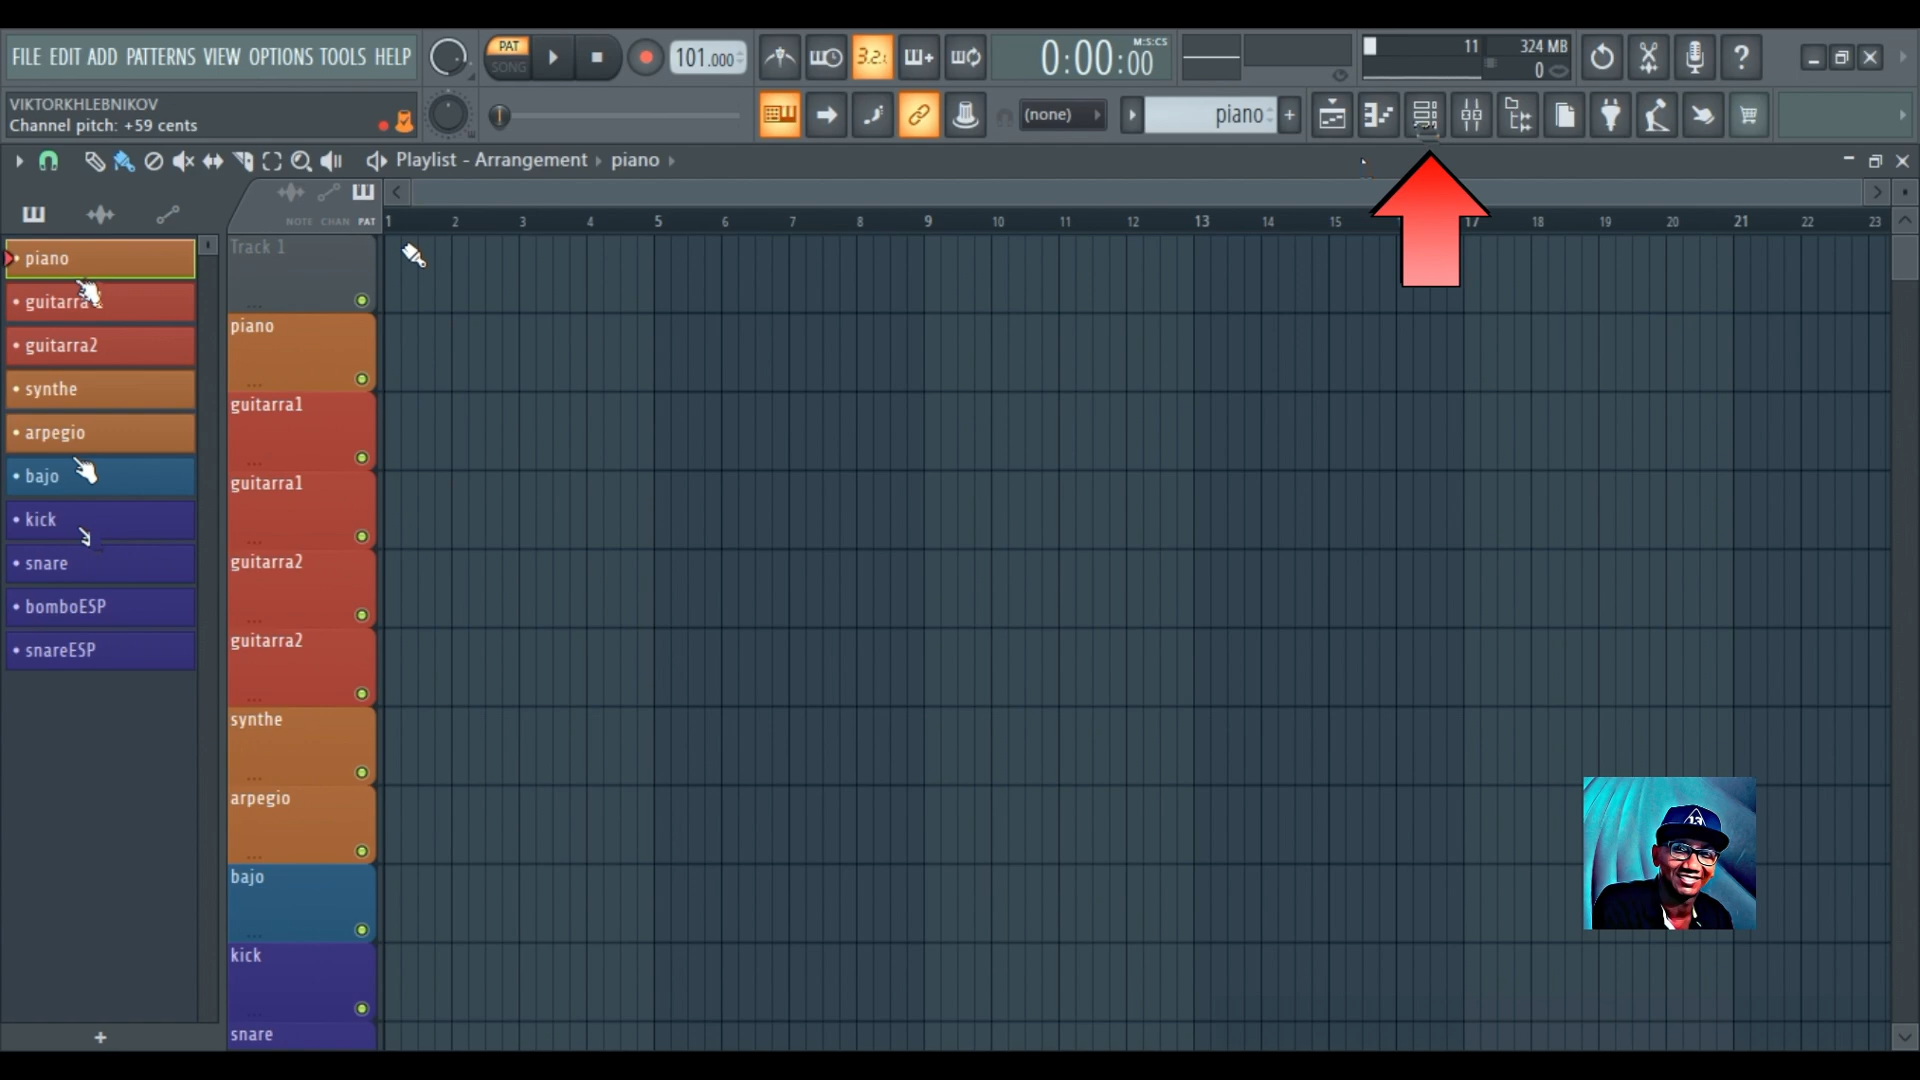 FILE EDIT ADD PATTERNS VIEW OPTIONS TOOLS HELP
PAT
SONG
101.000
3.2.
0:00:00
M:S:CS
11
324 MB
0
?
VIKTORKHLEBNIKOV
Channel pitch: +59 cents
(none)
piano
+
Playlist - Arrangement piano
NOTE CHAN PAT
1 2 3 4 5 6 7 8 9 10 11 12 13 14 15 17 18 19 20 21 22 23
piano
guitarra
guitarra2
synthe
arpegio
bajo
kick
snare
bomboESP
snareESP
+
Track 1
piano
guitarra1
guitarra1
guitarra2
guitarra2
synthe
arpegio
bajo
kick
snare
13